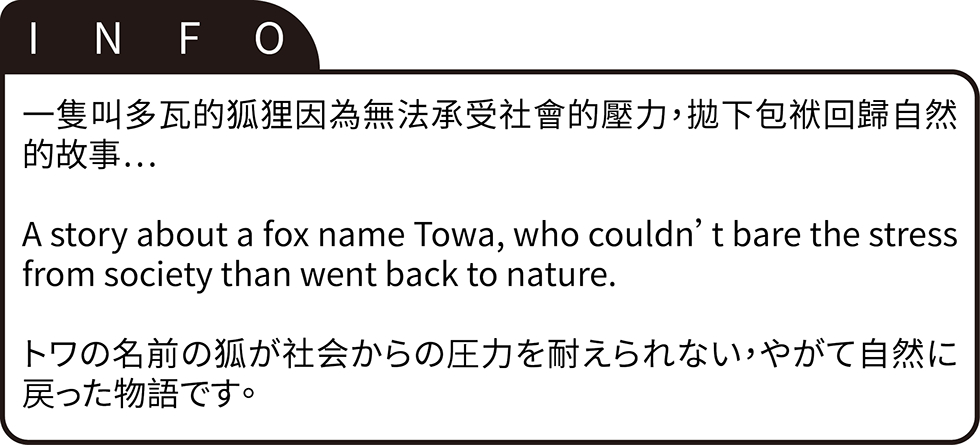 INFO
一隻叫多瓦的狐狸因為無法承受社會的壓力，拋下包袱回歸自然
的故事…
A story about a fox name Towa, who couldn’t bare the stress
from society than went back to nature.
トワの名前の狐が社会からの圧力を耐えられない，やがて自然に
戻った物語です。